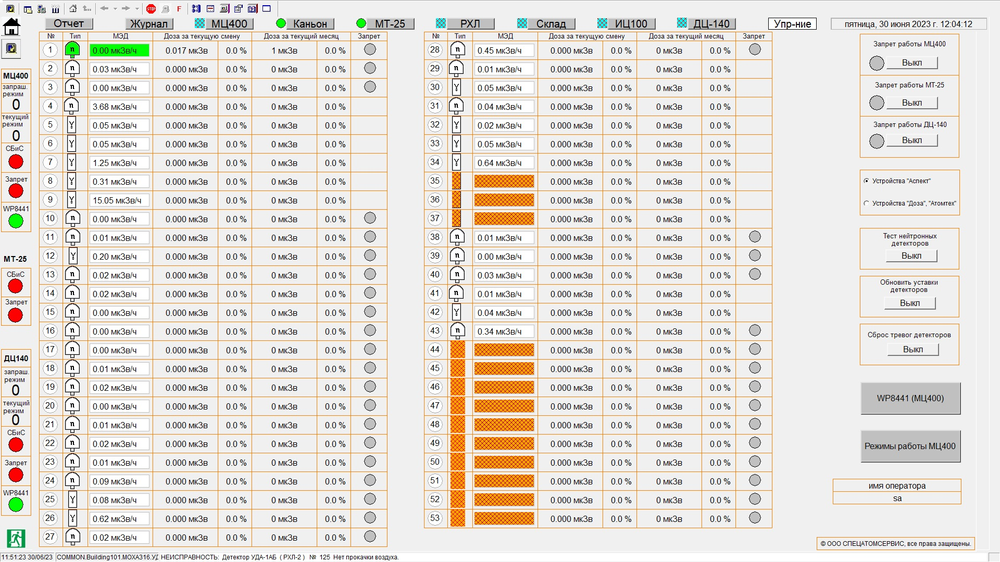 STOP
F
Отчет Журнал МЦ400 Каньон МТ-25 РХЛ Склад ИЦ100 ДЦ-140 Упр-ние пятница, 30 июня 2023 г. 12:04:12
№ Тип МЭД Доза за текущую смену Доза за текущий месяц Запрет
1 n 0.00 мкЗв/ч 0.017 мкЗв 0.0 % 1 мкЗв 0.0 %
2 n 0.03 мкЗв/ч 0.000 мкЗв 0.0 % 0 мкЗв 0.0 %
3 n 0.00 мкЗв/ч 0.000 мкЗв 0.0 % 0 мкЗв 0.0 %
4 n 3.68 мкЗв/ч 0.000 мкЗв 0.0 % 0 мкЗв 0.0 %
5 γ 0.05 мкЗв/ч 0.000 мкЗв 0.0 % 0 мкЗв 0.0 %
6 γ 0.05 мкЗв/ч 0.000 мкЗв 0.0 % 0 мкЗв 0.0 %
7 γ 1.25 мкЗв/ч 0.000 мкЗв 0.0 % 0 мкЗв 0.0 %
8 γ 0.31 мкЗв/ч 0.000 мкЗв 0.0 % 0 мкЗв 0.0 %
9 γ 15.05 мкЗв/ч 0.000 мкЗв 0.0 % 0 мкЗв 0.0 %
10 n 0.00 мкЗв/ч 0.000 мкЗв 0.0 % 0 мкЗв 0.0 %
11 n 0.01 мкЗв/ч 0.000 мкЗв 0.0 % 0 мкЗв 0.0 %
12 γ 0.20 мкЗв/ч 0.000 мкЗв 0.0 % 0 мкЗв 0.0 %
13 n 0.02 мкЗв/ч 0.000 мкЗв 0.0 % 0 мкЗв 0.0 %
14 n 0.02 мкЗв/ч 0.000 мкЗв 0.0 % 0 мкЗв 0.0 %
15 n 0.00 мкЗв/ч 0.000 мкЗв 0.0 % 0 мкЗв 0.0 %
16 n 0.00 мкЗв/ч 0.000 мкЗв 0.0 % 0 мкЗв 0.0 %
17 n 0.00 мкЗв/ч 0.000 мкЗв 0.0 % 0 мкЗв 0.0 %
18 n 0.01 мкЗв/ч 0.000 мкЗв 0.0 % 0 мкЗв 0.0 %
19 n 0.02 мкЗв/ч 0.000 мкЗв 0.0 % 0 мкЗв 0.0 %
20 n 0.00 мкЗв/ч 0.000 мкЗв 0.0 % 0 мкЗв 0.0 %
21 n 0.01 мкЗв/ч 0.000 мкЗв 0.0 % 0 мкЗв 0.0 %
22 n 0.02 мкЗв/ч 0.000 мкЗв 0.0 % 0 мкЗв 0.0 %
23 n 0.01 мкЗв/ч 0.000 мкЗв 0.0 % 0 мкЗв 0.0 %
24 n 0.09 мкЗв/ч 0.000 мкЗв 0.0 % 0 мкЗв 0.0 %
25 γ 0.08 мкЗв/ч 0.000 мкЗв 0.0 % 0 мкЗв 0.0 %
26 γ 0.62 мкЗв/ч 0.000 мкЗв 0.0 % 0 мкЗв 0.0 %
27 n 0.02 мкЗв/ч 0.000 мкЗв 0.0 % 0 мкЗв 0.0 %
№ Тип МЭД Доза за текущую смену Доза за текущий месяц Запрет
28 n 0.45 мкЗв/ч 0.000 мкЗв 0.0 % 0 мкЗв 0.0 %
29 n 0.01 мкЗв/ч 0.000 мкЗв 0.0 % 0 мкЗв 0.0 %
30 γ 0.05 мкЗв/ч 0.000 мкЗв 0.0 % 0 мкЗв 0.0 %
31 n 0.04 мкЗв/ч 0.000 мкЗв 0.0 % 0 мкЗв 0.0 %
32 γ 0.02 мкЗв/ч 0.000 мкЗв 0.0 % 0 мкЗв 0.0 %
33 γ 0.05 мкЗв/ч 0.000 мкЗв 0.0 % 0 мкЗв 0.0 %
34 γ 0.64 мкЗв/ч 0.000 мкЗв 0.0 % 0 мкЗв 0.0 %
35 0.000 мкЗв 0.0 % 0 мкЗв 0.0 %
36 0.000 мкЗв 0.0 % 0 мкЗв 0.0 %
37 0.000 мкЗв 0.0 % 0 мкЗв 0.0 %
38 n 0.01 мкЗв/ч 0.000 мкЗв 0.0 % 0 мкЗв 0.0 %
39 n 0.00 мкЗв/ч 0.000 мкЗв 0.0 % 0 мкЗв 0.0 %
40 n 0.03 мкЗв/ч 0.000 мкЗв 0.0 % 0 мкЗв 0.0 %
41 n 0.01 мкЗв/ч 0.000 мкЗв 0.0 % 0 мкЗв 0.0 %
42 γ 0.04 мкЗв/ч 0.000 мкЗв 0.0 % 0 мкЗв 0.0 %
43 n 0.34 мкЗв/ч 0.000 мкЗв 0.0 % 0 мкЗв 0.0 %
44 0.000 мкЗв 0.0 % 0 мкЗв 0.0 %
45 0.000 мкЗв 0.0 % 0 мкЗв 0.0 %
46 0.000 мкЗв 0.0 % 0 мкЗв 0.0 %
47 0.000 мкЗв 0.0 % 0 мкЗв 0.0 %
48 0.000 мкЗв 0.0 % 0 мкЗв 0.0 %
49 0.000 мкЗв 0.0 % 0 мкЗв 0.0 %
50 0.000 мкЗв 0.0 % 0 мкЗв 0.0 %
51 0.000 мкЗв 0.0 % 0 мкЗв 0.0 %
52 0.000 мкЗв 0.0 % 0 мкЗв 0.0 %
53 0.000 мкЗв 0.0 % 0 мкЗв 0.0 %
МЦ400
запраш.
режим
0
текущий
режим
0
СБиС
Запрет
WP8441
МТ-25
СБиС
Запрет
ДЦ140
запраш.
режим
0
текущий
режим
0
СБиС
Запрет
WP8441
Запрет работы МЦ400
Выкл
Запрет работы МТ-25
Выкл
Запрет работы ДЦ-140
Выкл
Устройства "Аспект"
Устройства "Доза", "Атомтех"
Тест нейтронных
детекторов
Выкл
Обновить уставки
детекторов
Выкл
Сброс тревог детекторов
Выкл
WP8441 (МЦ400)
Режимы работы МЦ400
имя оператора
sa
© ООО СПЕЦАТОМСЕРВИС, все права защищены.
11:51:23 30/06/23 COMMON.Building101.MOXA316.УД НЕИСПРАВНОСТЬ: Детектор УДА-1АБ ( РХЛ-2 ) № 125 Нет прокачки воздуха.